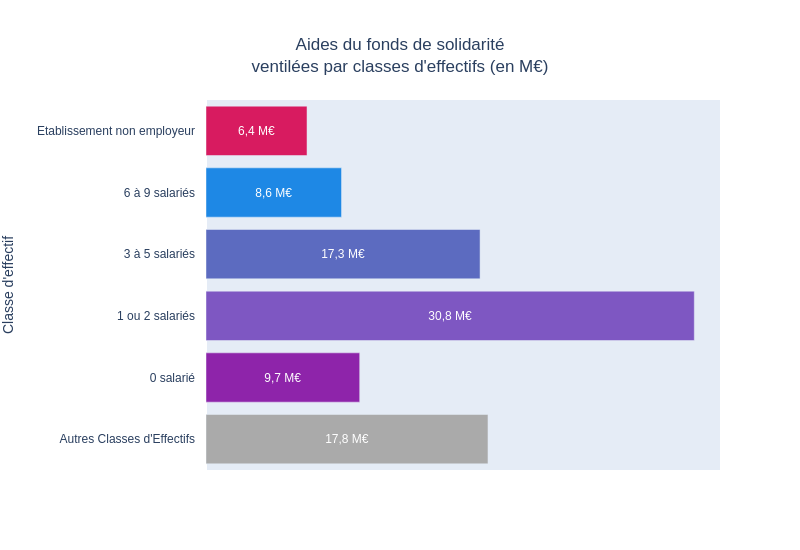 Aides du fonds de solidarité
ventilées par classes d'effectifs (en M€)
Classe d'effectif
Etablissement non employeur
6,4 M€
6 à 9 salariés
8,6 M€
3 à 5 salariés
17,3 M€
1 ou 2 salariés
30,8 M€
0 salarié
9,7 M€
Autres Classes d'Effectifs
17,8 M€